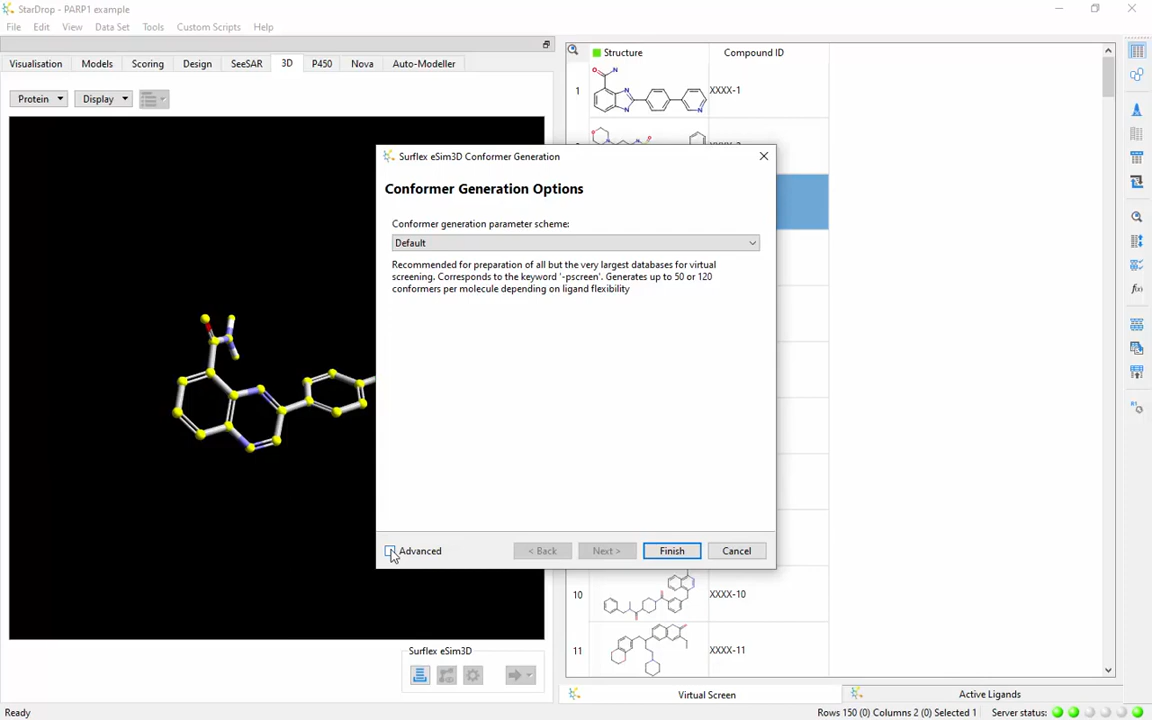 StarDrop - PARP1 example
File Edit View Data Set Tools Custom Scripts Help
Visualisation Models Scoring Design SeeSAR 3D P450 Nova Auto-Modeller
Protein Display
Structure Compound ID
1 XXXX-1
Surflex eSim3D Conformer Generation
Conformer Generation Options
Conformer generation parameter scheme:
Default
Recommended for preparation of all but the very largest databases for virtual
screening. Corresponds to the keyword '-pscreen'. Generates up to 50 or 120
conformers per molecule depending on ligand flexibility
Advanced < Back Next > Finish Cancel
10 XXXX-10
11 XXXX-11
Surflex eSim3D
Virtual Screen Active Ligands
Ready Rows 150 (0) Columns 2 (0) Selected 1 Server status: